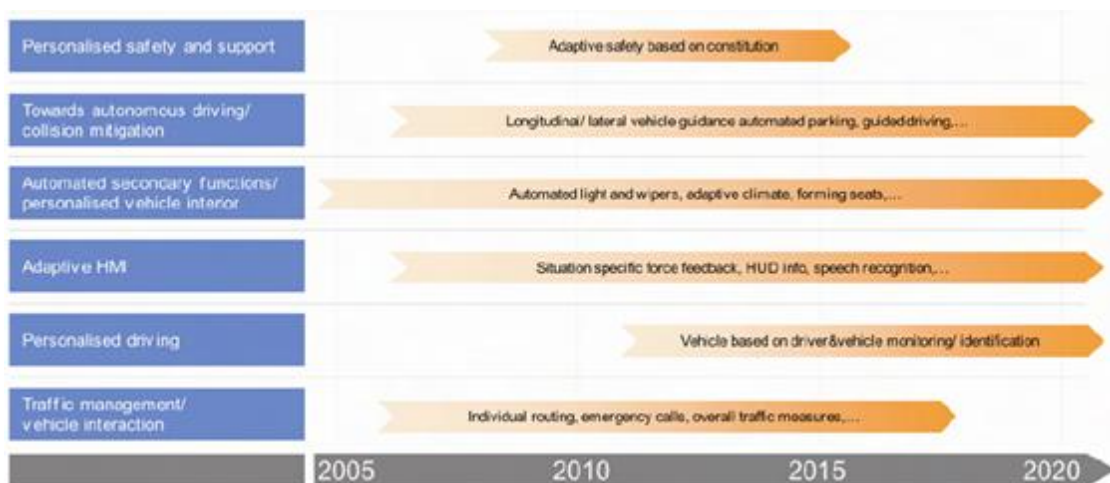 Personalised safety and support
Adaptive safety based on constitution
Towards autonomous driving/
collision mitigation
Longitudinal/ lateral vehicle guidance automated parking, guided driving,...
Automated secondary functions/
personalised vehicle interior
Automated light and wipers, adaptive climate, forming seats,...
Adaptive HMI
Situation specific force feedback, HUD info, speech recognition,...
Personalised driving
Vehicle based on driver&vehicle monitoring/ identification
Traffic management/
vehicle interaction
Individual routing, emergency calls, overall traffic measures,...
2005 2010 2015 2020